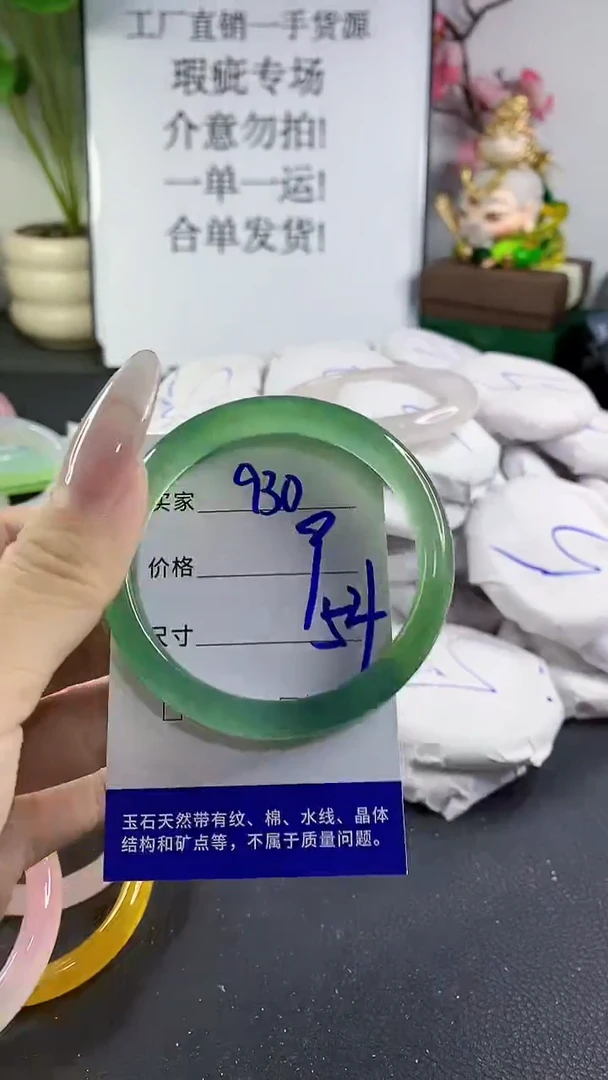 工厂直销一手货源
瑕疵专场
介意勿拍!
一单一运!
合单发货!
买家 930
价格
尺寸 54
玉石天然带有纹、棉、水线、晶体
结构和矿点等，不属于质量问题。